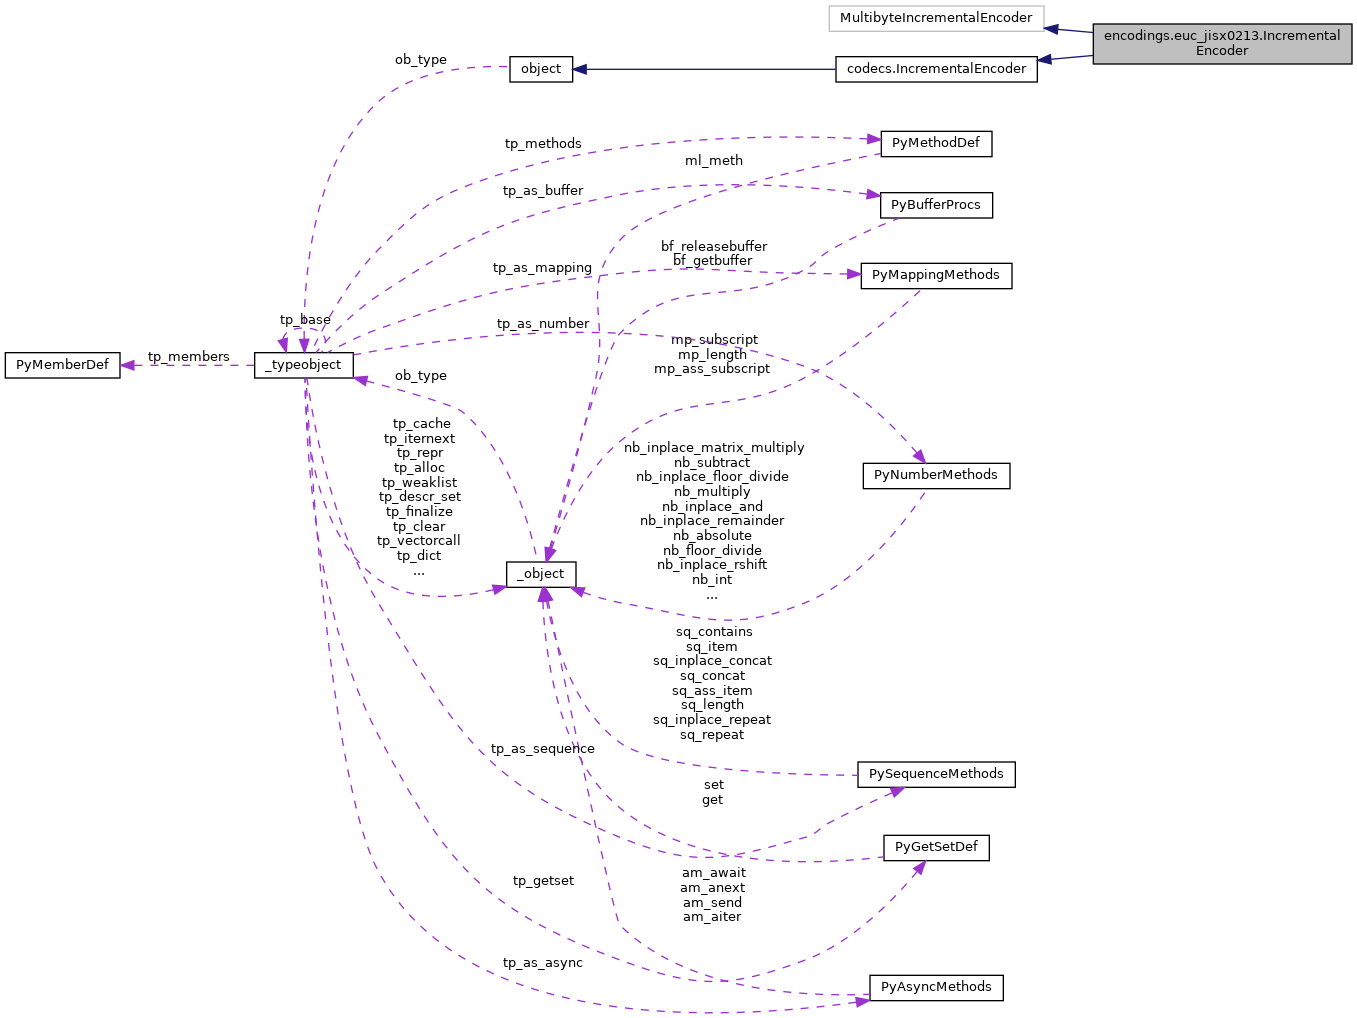 MultibyteIncrementalEncoder
encodings.euc_jisx0213.Incremental
Encoder
ob_type
object
codecs.IncrementalEncoder
tp_methods
PyMethodDef
ml_meth
tp_as_buffer
PyBufferProcs
bf_releasebuffer
bf_getbuffer
tp_as_mapping
PyMappingMethods
tp_base
tp_as_number
mp_subscript
mp_length
mp_ass_subscript
PyMemberDef
tp_members
_typeobject
ob_type
tp_cache
tp_iternext
tp_repr
tp_alloc
tp_weaklist
tp_descr_set
tp_finalize
tp_clear
tp_vectorcall
tp_dict
...
nb_inplace_matrix_multiply
nb_subtract
nb_inplace_floor_divide
nb_multiply
nb_inplace_and
nb_inplace_remainder
nb_absolute
nb_floor_divide
nb_inplace_rshift
nb_int
...
PyNumberMethods
_object
sq_contains
sq_item
sq_inplace_concat
sq_concat
sq_ass_item
sq_length
sq_inplace_repeat
sq_repeat
tp_as_sequence
PySequenceMethods
set
get
PyGetSetDef
tp_getset
am_await
am_anext
am_send
am_aiter
tp_as_async
PyAsyncMethods